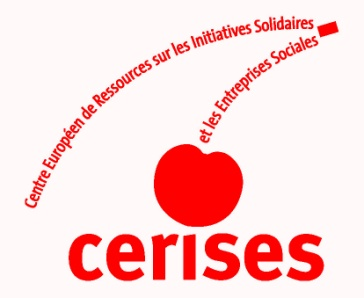 Centre Européen de Ressources sur les Initiatives Solidaires
et les Entreprises Sociales
cerises